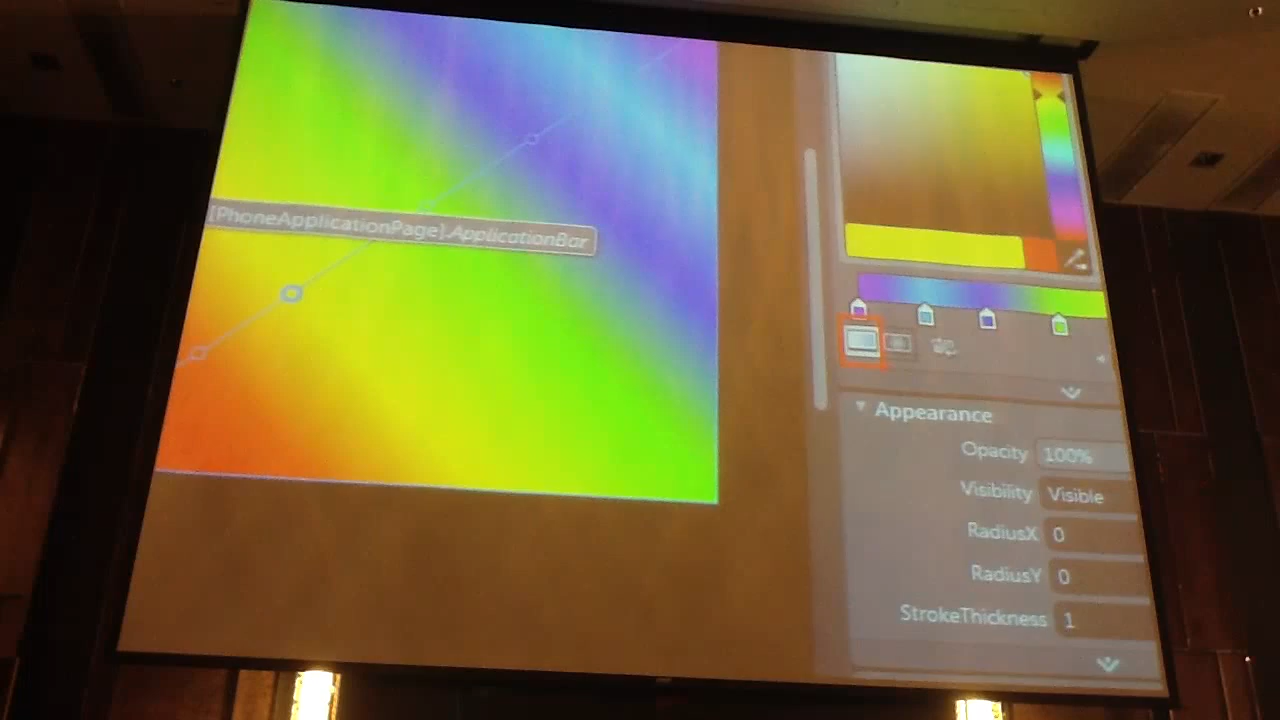 [PhoneApplicationPage].ApplicationBar
Appearance
Opacity 100%
Visibility Visible
RadiusX 0
RadiusY 0
StrokeThickness 1